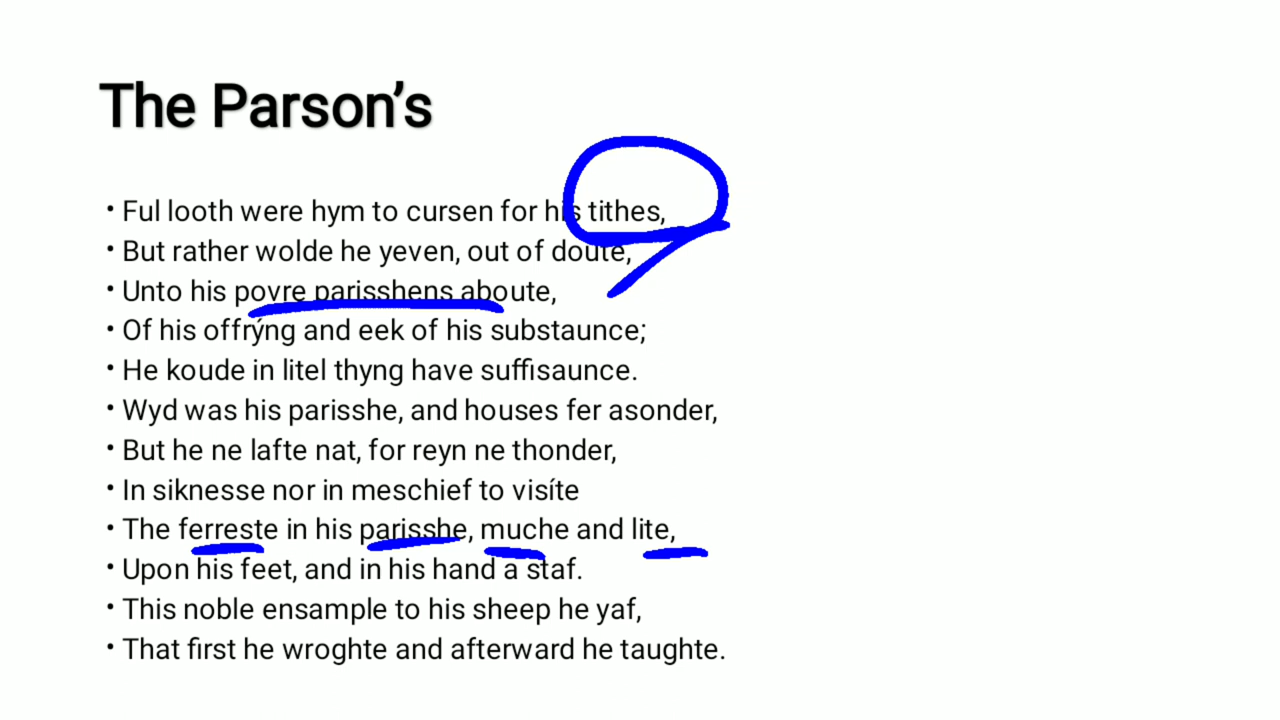 The Parson’s
• Ful looth were hym to cursen for his tithes,
• But rather wolde he yeven, out of doute,
• Unto his povre parisshens aboute,
• Of his offrýng and eek of his substaunce;
• He koude in litel thyng have suffisaunce.
• Wyd was his parisshe, and houses fer asonder,
• But he ne lafte nat, for reyn ne thonder,
• In siknesse nor in meschief to visíte
• The ferreste in his parisshe, muche and lite,
• Upon his feet, and in his hand a staf.
• This noble ensample to his sheep he yaf,
• That first he wroghte and afterward he taughte.